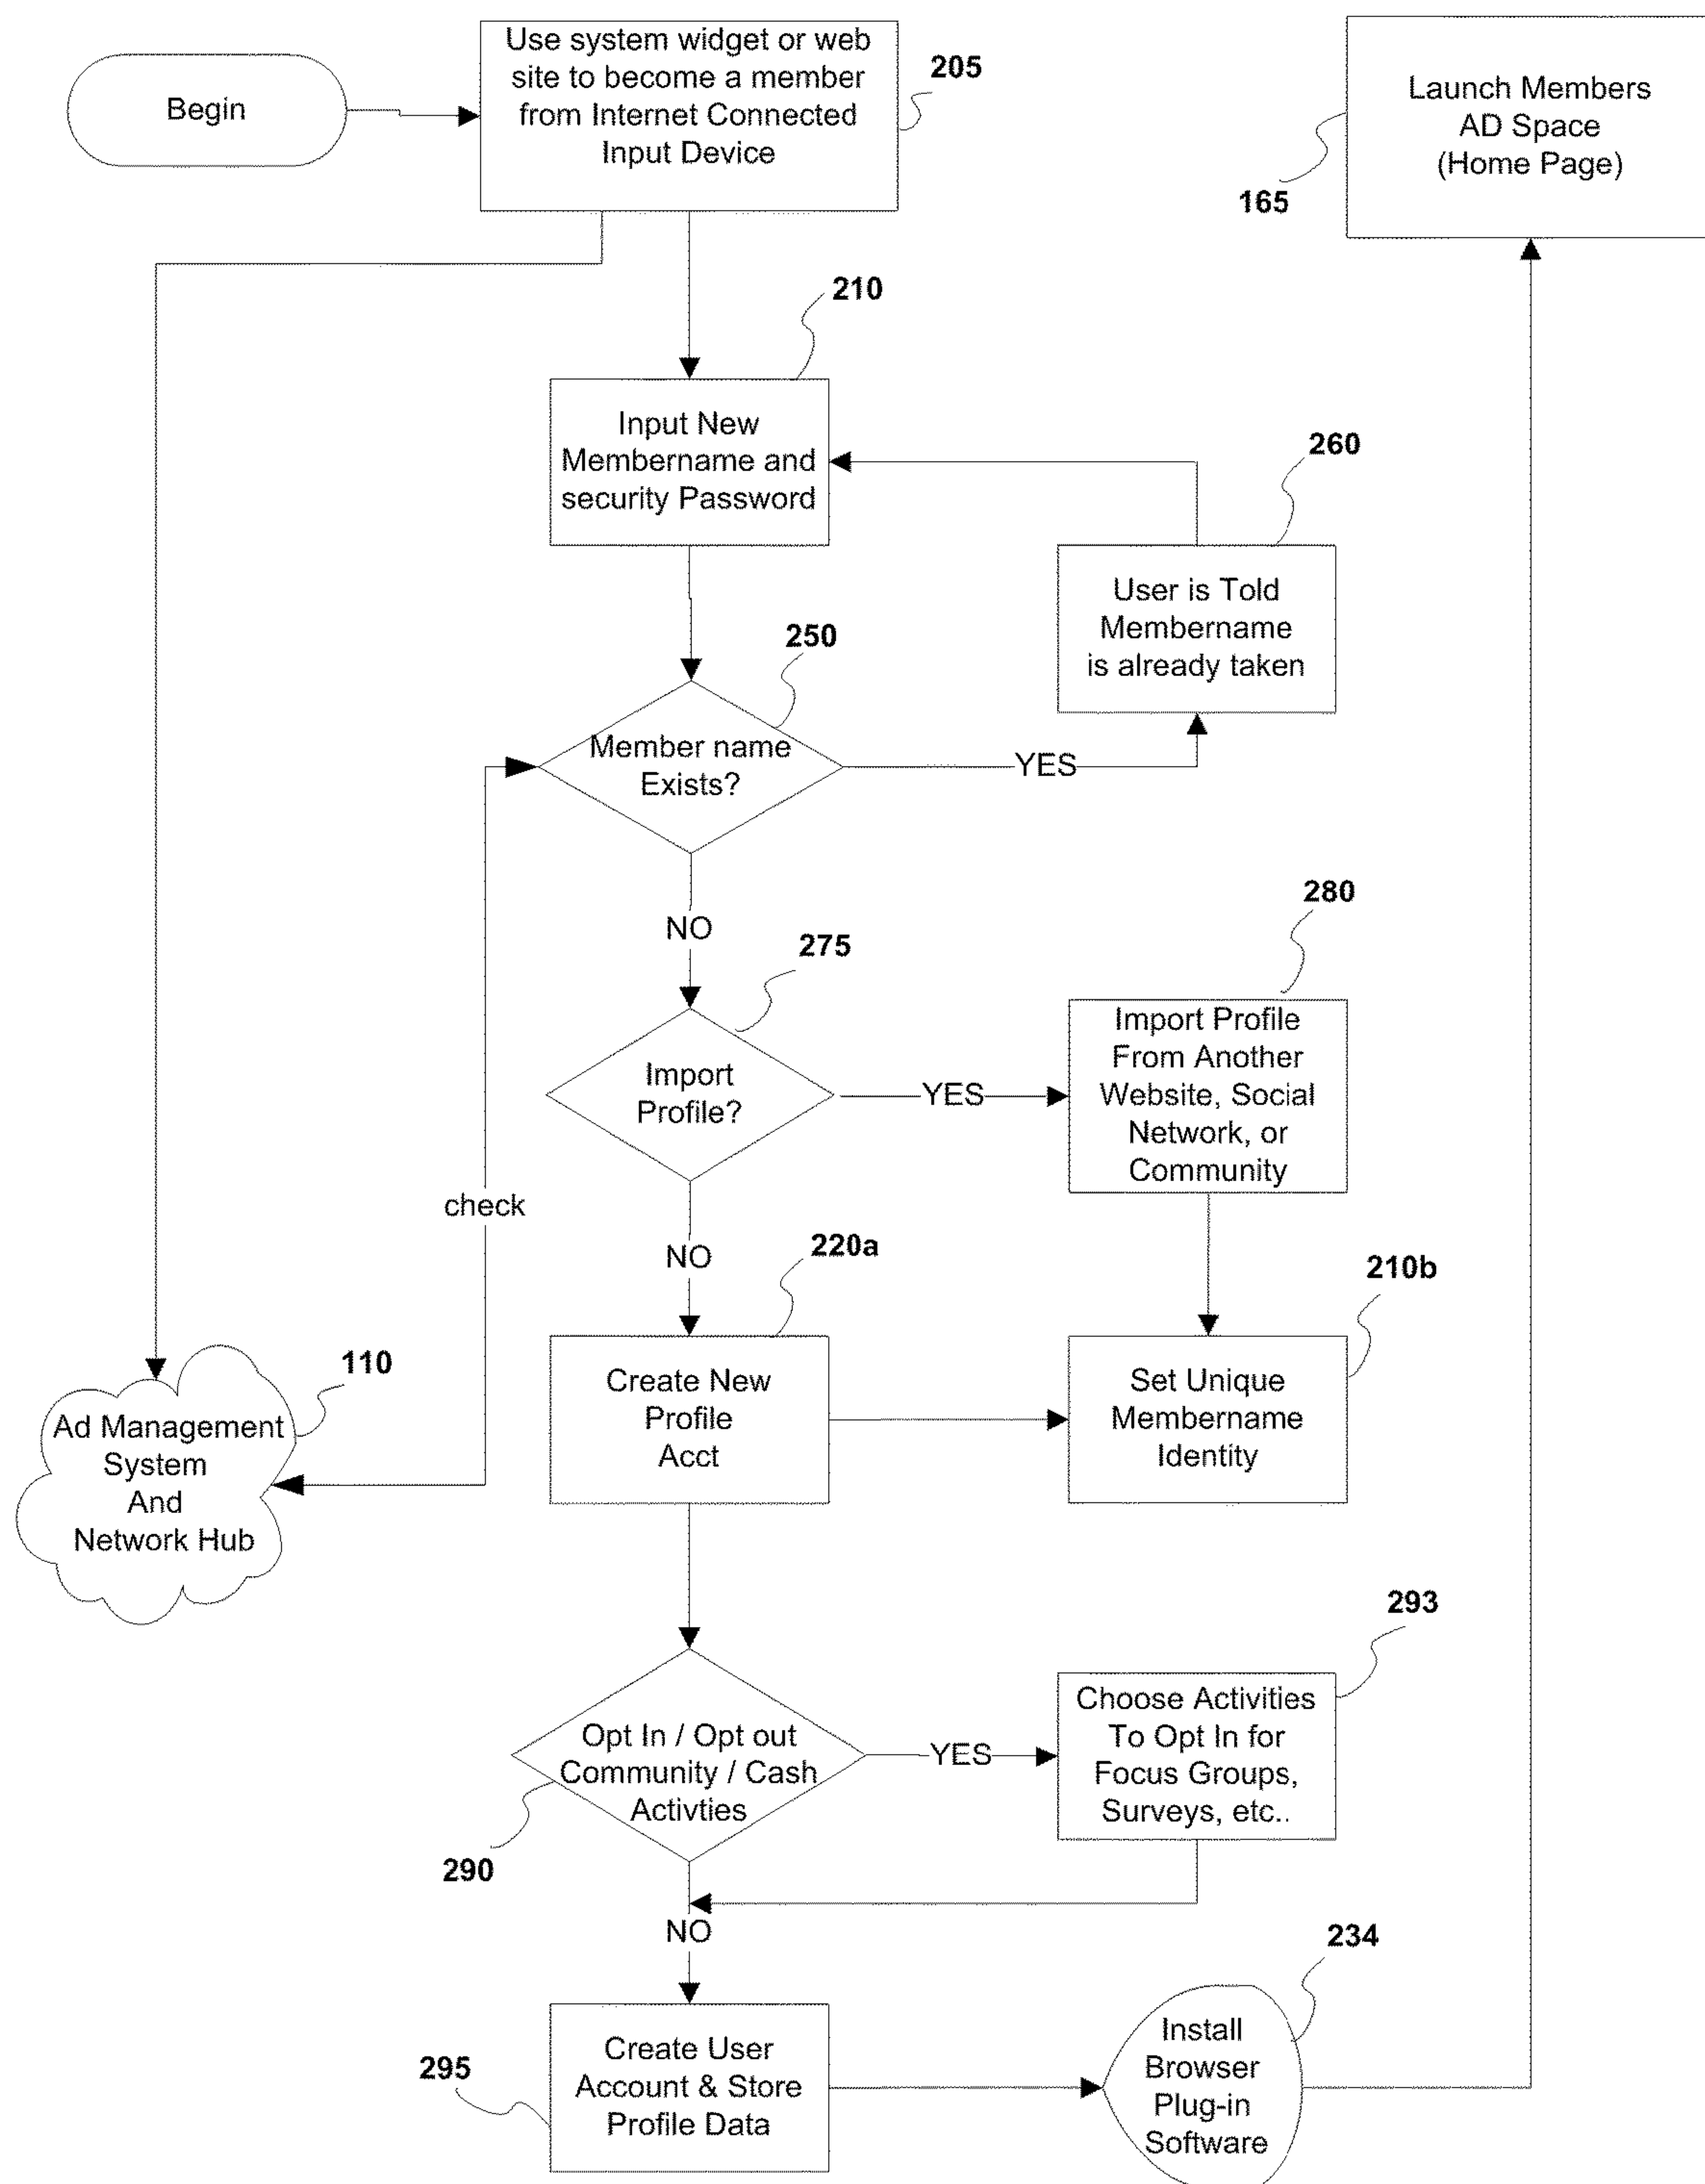 Begin
Use system widget or web
site to become a member
from Internet Connected
Input Device
205
Launch Members
AD Space
(Home Page)
165
210
Input New
Membername and
security Password
260
User is Told
Membername
is already taken
250
Member name
Exists?
YES
NO
275
280
Import
Profile?
YES
Import Profile
From Another
Website, Social
Network, or
Community
check
NO
220a
210b
110
Ad Management
System
And
Network Hub
Create New
Profile
Acct
Set Unique
Membername
Identity
293
Opt In / Opt out
Community / Cash
Activties
YES
Choose Activities
To Opt In for
Focus Groups,
Surveys, etc..
290
NO
234
295
Create User
Account & Store
Profile Data
Install
Browser
Plug-in
Software